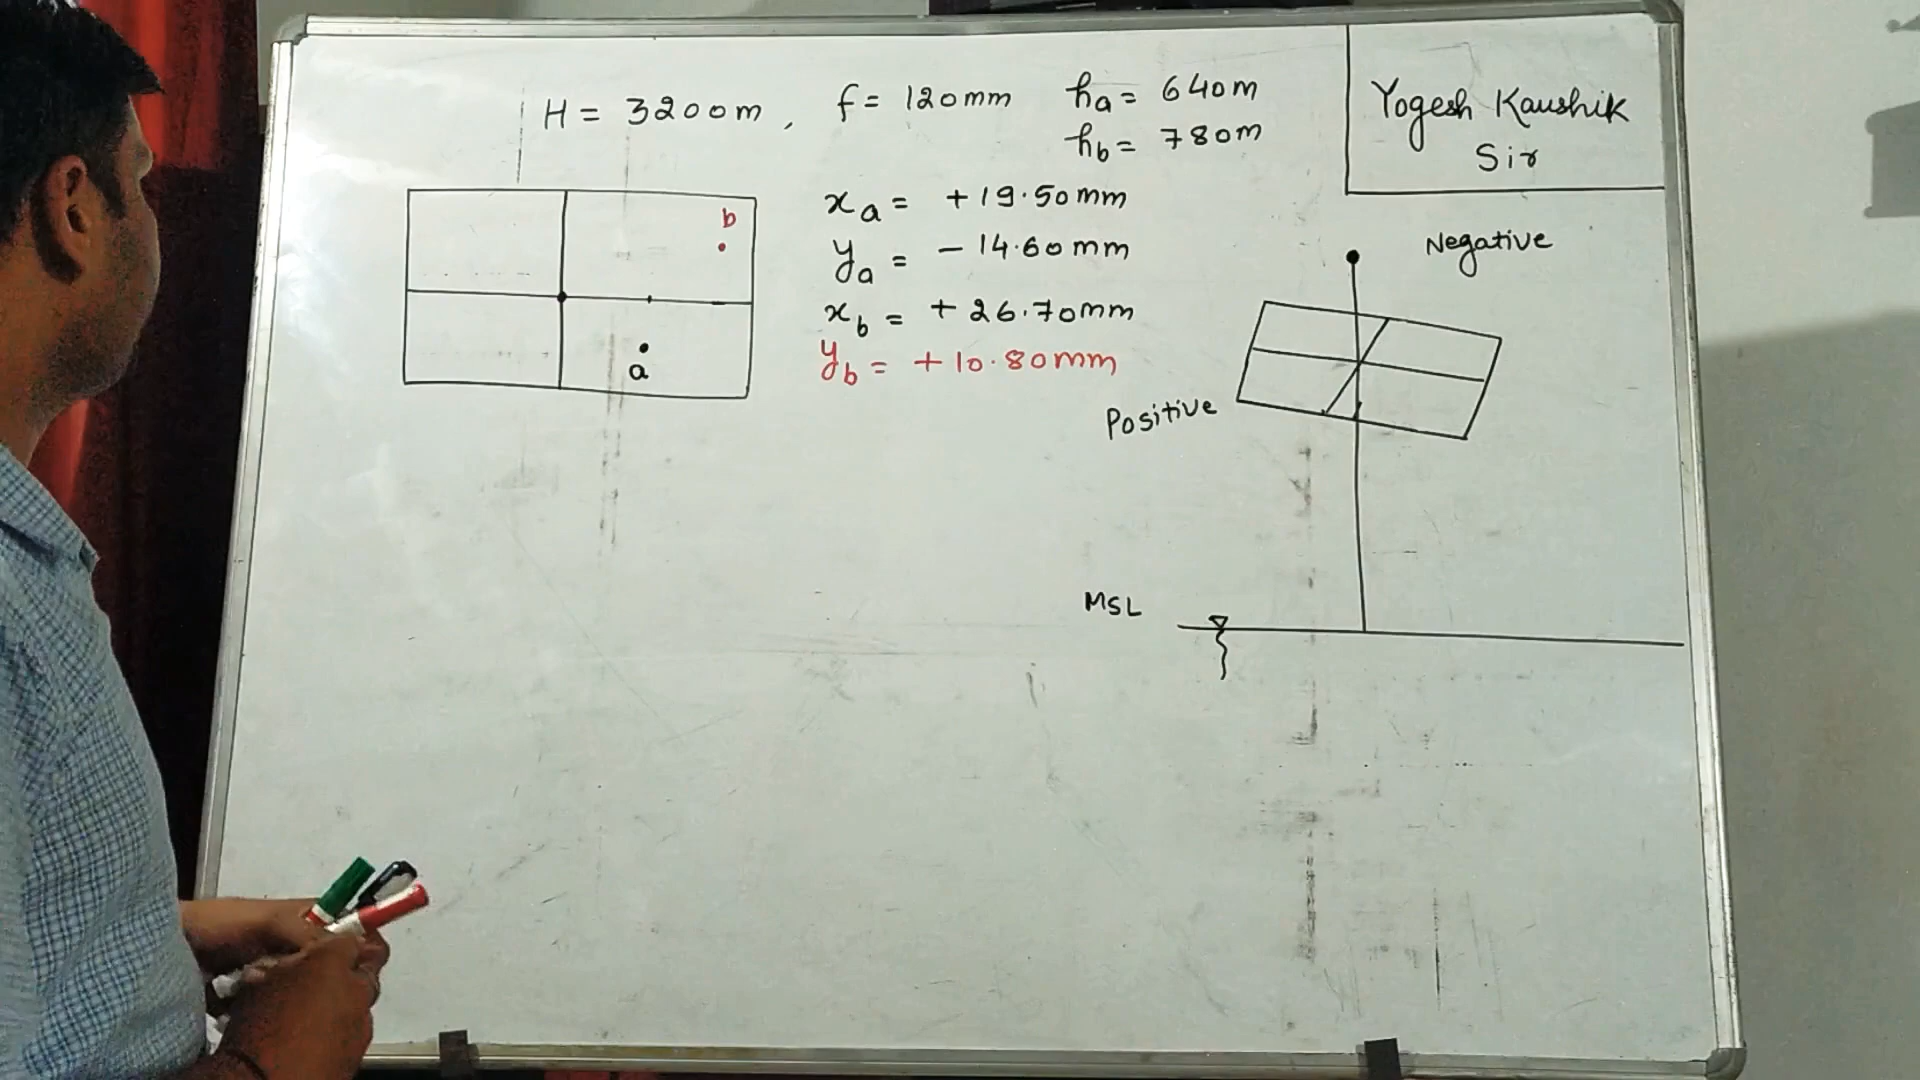 H = 3200m, f = 120mm ha = 640m
hb = 780m
Yogesh Kaushik
Sir
b
a
xa = +19.50mm
ya = -14.60mm
xb = +26.70mm
yb = +10.80mm
Negative
Positive
MSL